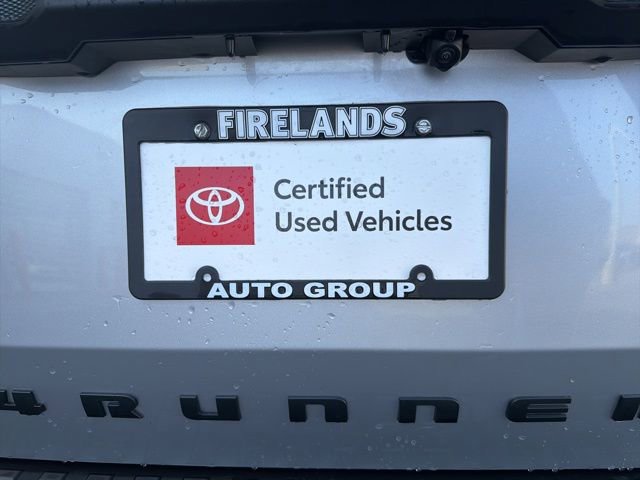 FIRELANDS
Certified
Used Vehicles
AUTO GROUP
4RUNNER